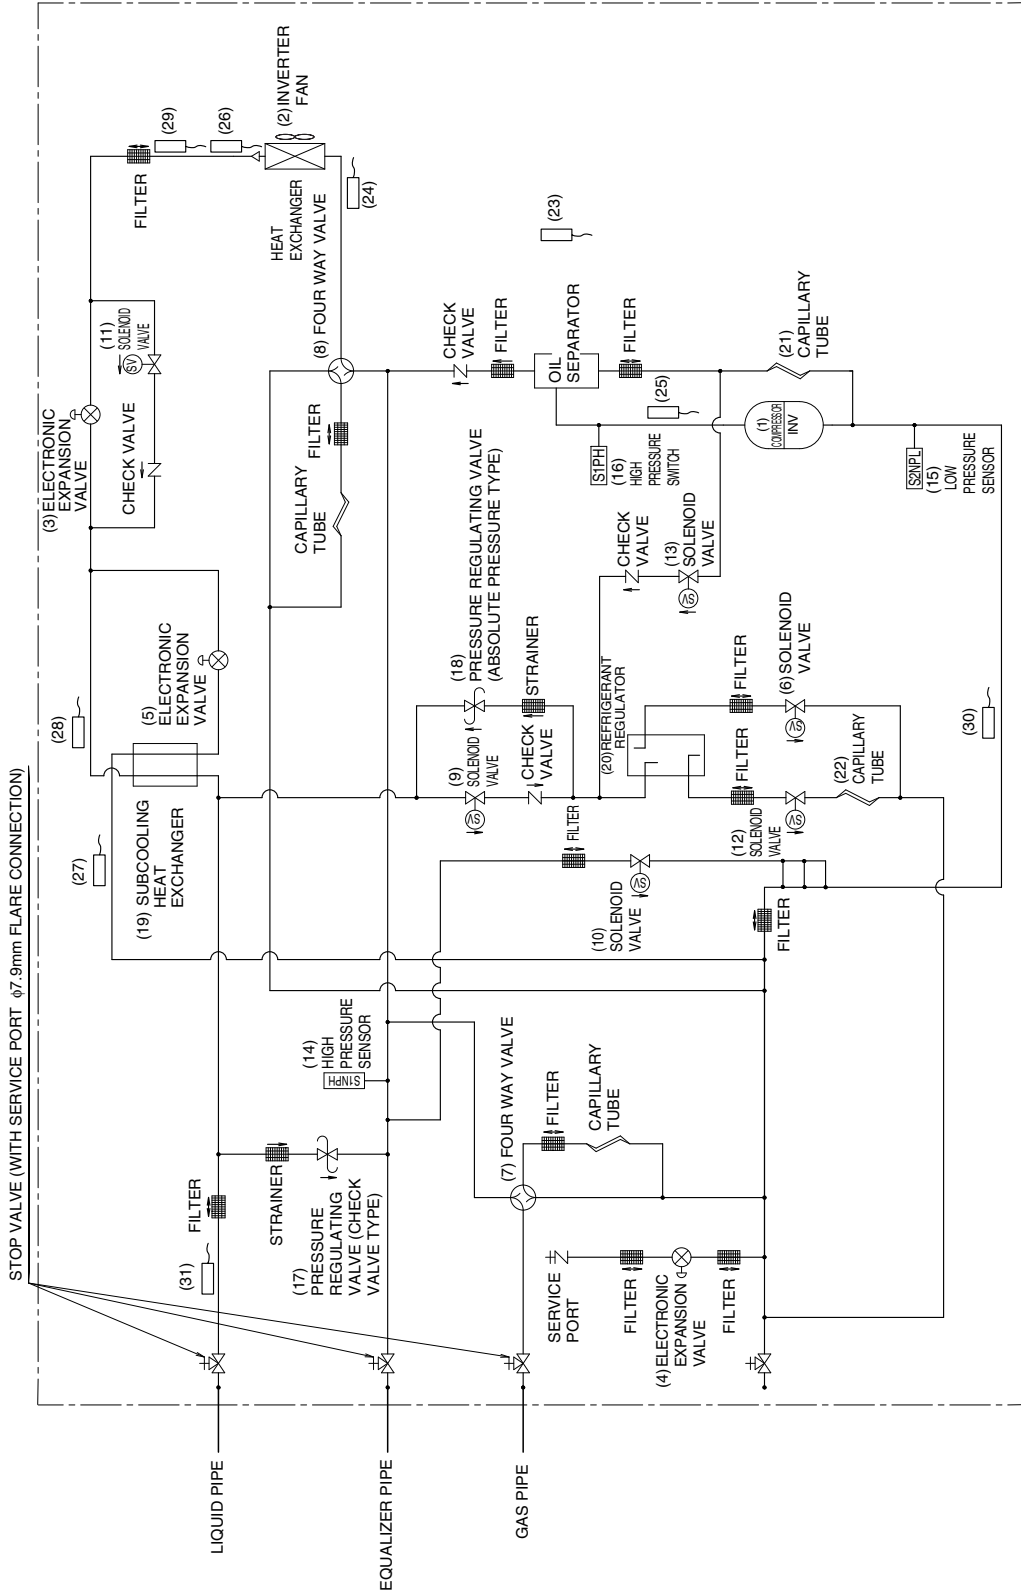 STOP VALVE (WITH SERVICE PORT φ7.9mm FLARE CONNECTION)
(27)
(28)
(19) SUBCOOLING
HEAT
EXCHANGER
(5)
ELECTRONIC
EXPANSION
VALVE
(3) ELECTRONIC
EXPANSION
VALVE
CHECK VALVE
(11)
SOLENOID
VALVE
SV
FILTER
(29)
(26)
(2) INVERTER
FAN
HEAT
EXCHANGER
(24)
(8) FOUR WAY VALVE
FILTER
CAPILLARY
TUBE
LIQUID PIPE
(31)
FILTER
STRAINER
(17)
PRESSURE
REGULATING
VALVE (CHECK
VALVE TYPE)
(14)
HIGH
PRESSURE
SENSOR
S1NPH
EQUALIZER PIPE
(9)
SOLENOID
VALVE
SV
CHECK
VALVE
(18)
PRESSURE REGULATING VALVE
(ABSOLUTE PRESSURE TYPE)
STRAINER
CHECK
VALVE
FILTER
OIL
SEPARATOR
FILTER
(23)
(25)
S1PH
(16)
HIGH
PRESSURE
SWITCH
(1)
COMPRESSOR
INV
(21)
CAPILLARY
TUBE
S2NPL
(15)
LOW
PRESSURE
SENSOR
CHECK
VALVE
(13)
SOLENOID
VALVE
SV
(20) REFRIGERANT
REGULATOR
FILTER
(6) SOLENOID
VALVE
SV
FILTER
(12)
SOLENOID
VALVE
SV
(22)
CAPILLARY
TUBE
(30)
FILTER
(10)
SOLENOID
VALVE
SV
FILTER
GAS PIPE
(7) FOUR WAY VALVE
FILTER
CAPILLARY
TUBE
SERVICE
PORT
FILTER
(4) ELECTRONIC
EXPANSION
VALVE
FILTER